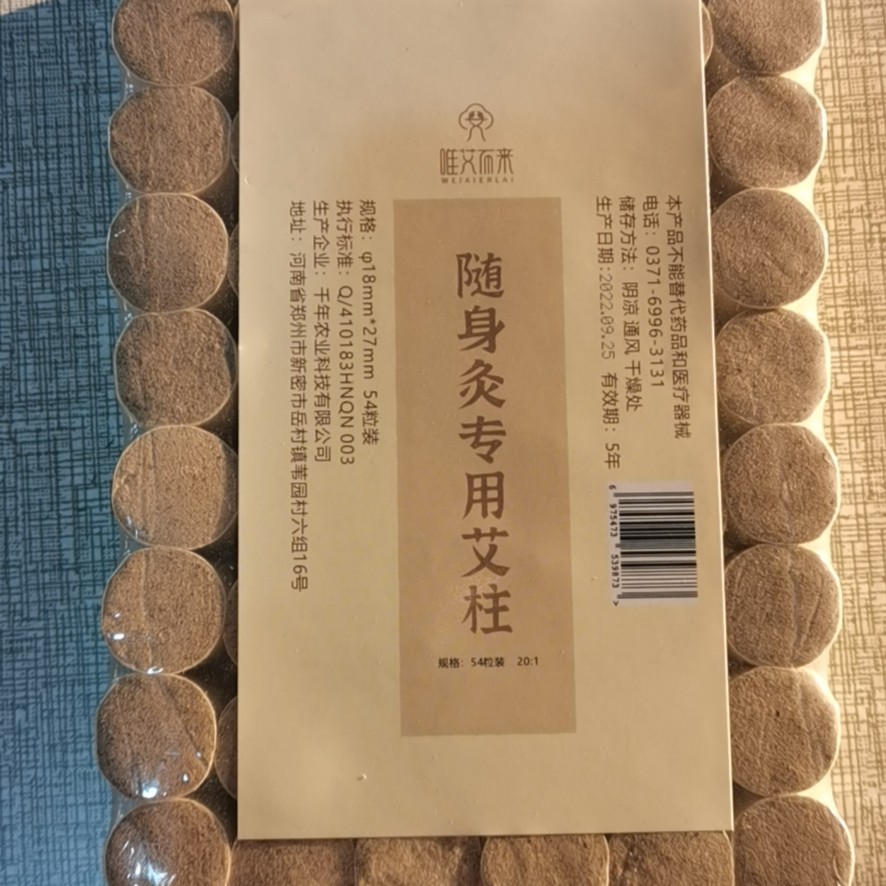 唯艾而来
WEIAIERLAI
随身灸专用艾柱
规格：54粒装 20:1
本产品不能替代药品和医疗器械
电话：0371-6996-3131
储存方法：阴凉 通风 干燥处
生产日期:2022.09.25 有效期：5年
6 975473 539873 >
规格：φ18mm*27mm 54粒装
执行标准：Q/410183HNQN 003
生产企业：千年农业科技有限公司
地址：河南省郑州市新密市岳村镇苇园村六组16号